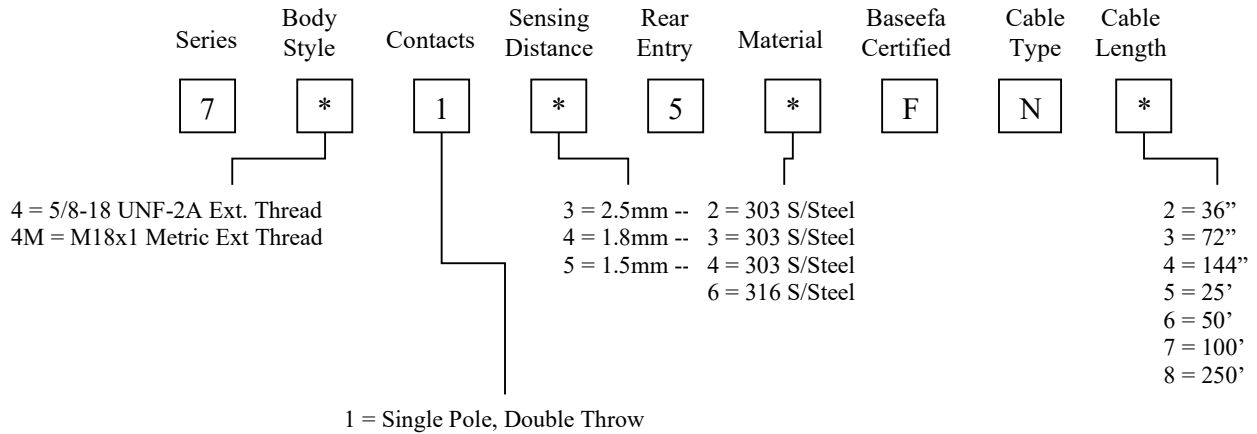 Series Body Style Contacts Sensing Distance Rear Entry Material Baseefa Certified Cable Type Cable Length
7 * 1 * 5 * F N *
4 = 5/8-18 UNF-2A Ext. Thread
4M = M18x1 Metric Ext Thread
3 = 2.5mm -- 2 = 303 S/Steel
4 = 1.8mm -- 3 = 303 S/Steel
5 = 1.5mm -- 4 = 303 S/Steel
6 = 316 S/Steel
2 = 36”
3 = 72”
4 = 144”
5 = 25’
6 = 50’
7 = 100’
8 = 250’
1 = Single Pole, Double Throw